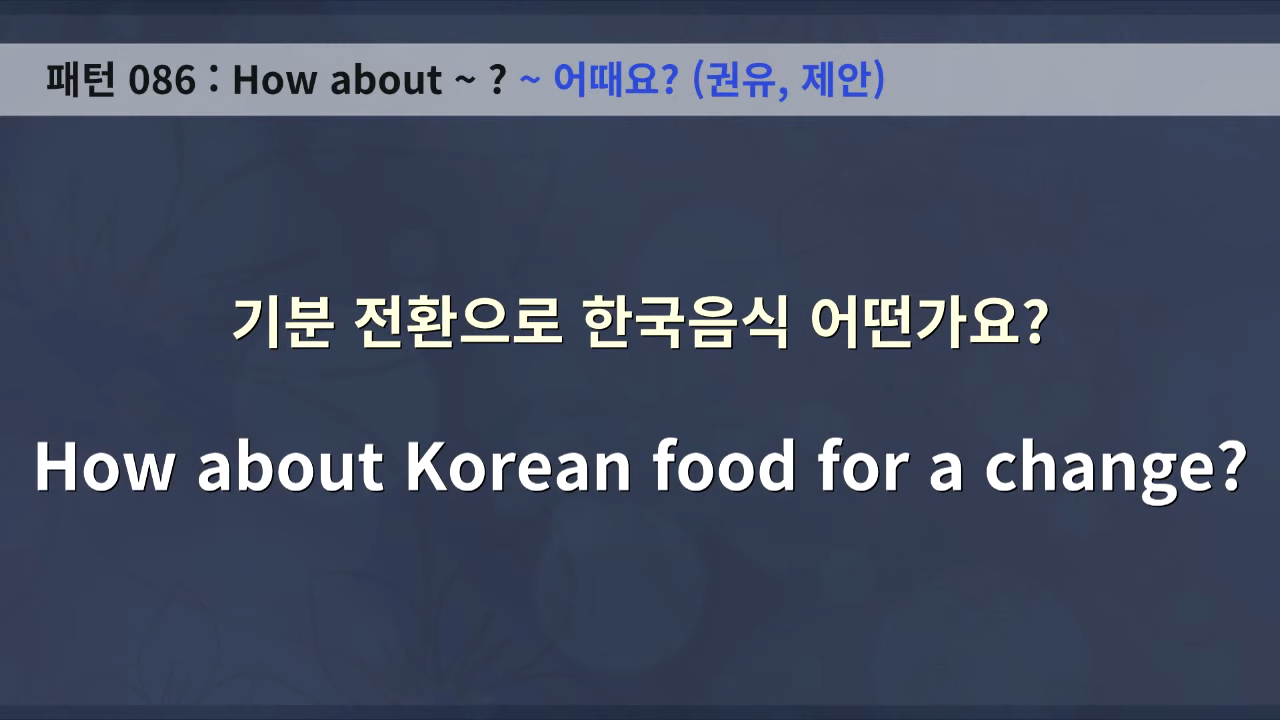 패턴 086 : How about ~ ? ~ 어때요? (권유, 제안)
기분 전환으로 한국음식 어떤가요?
How about Korean food for a change?